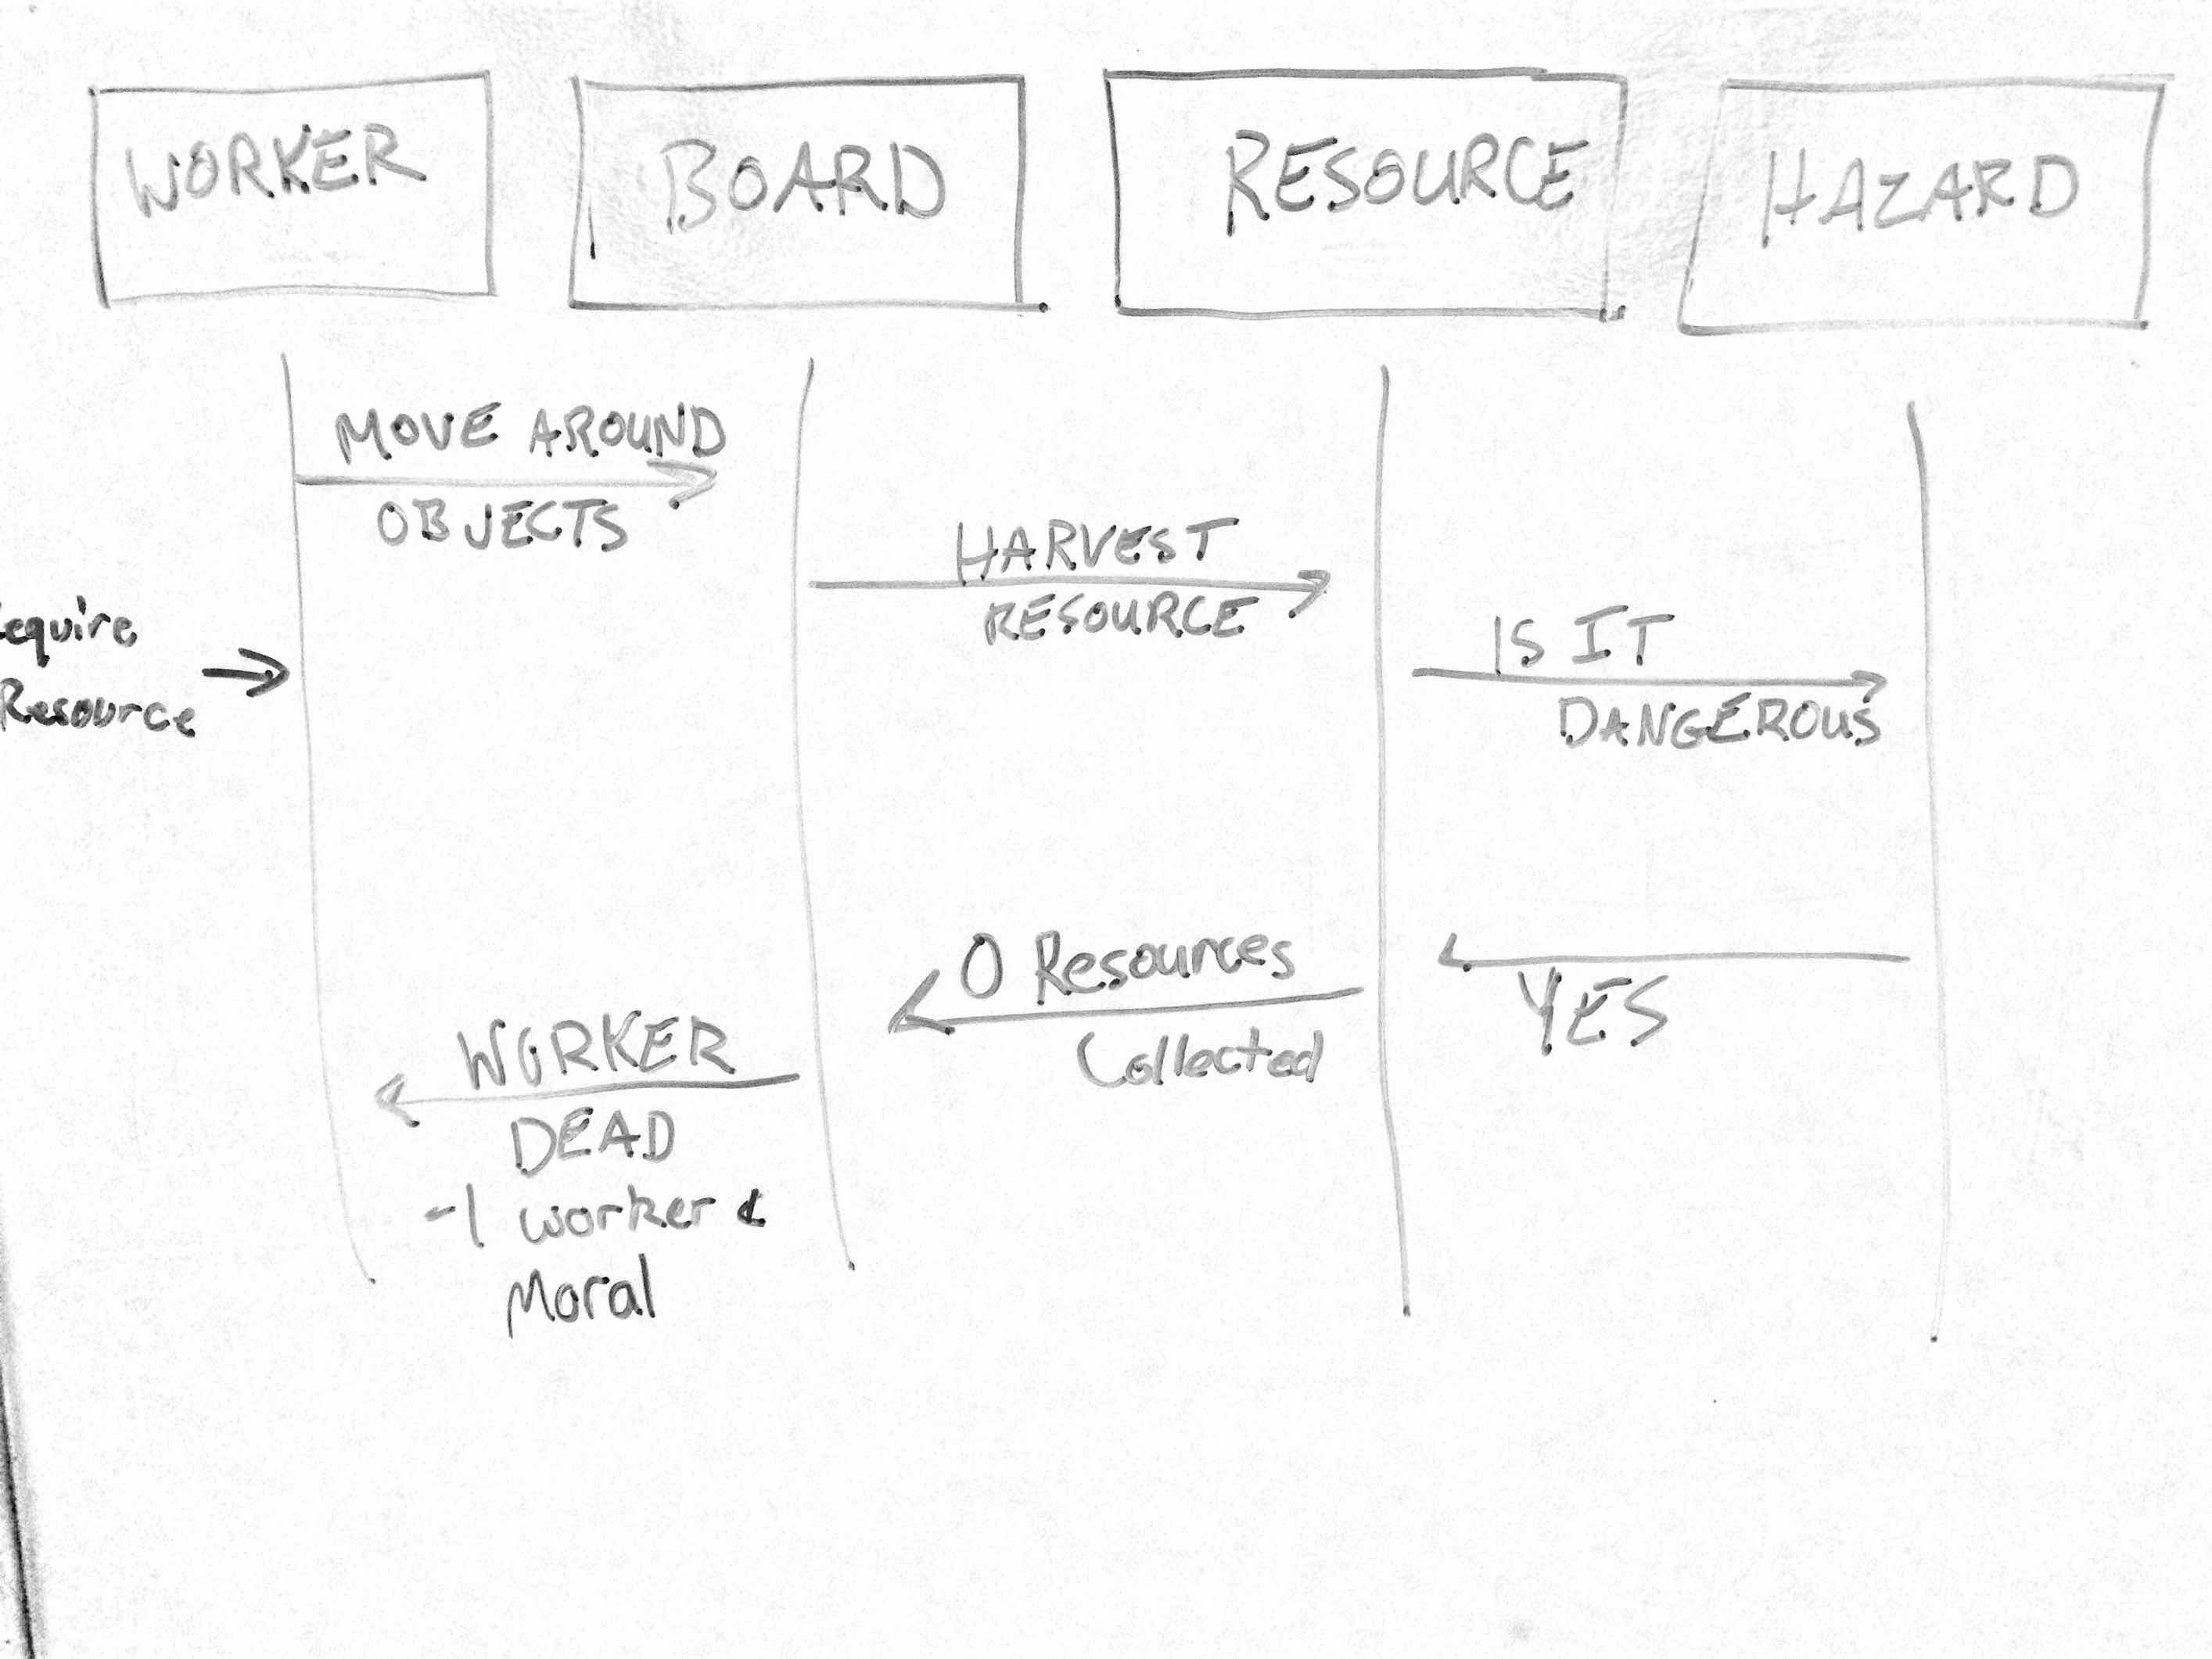 WORKER
BOARD
RESOURCE
HAZARD
MOVE AROUND
OBJECTS
HARVEST
RESOURCE
Resource
IS IT
DANGEROUS
YES
0 Resources
Collected
WORKER
DEAD
-1 worker &
Moral